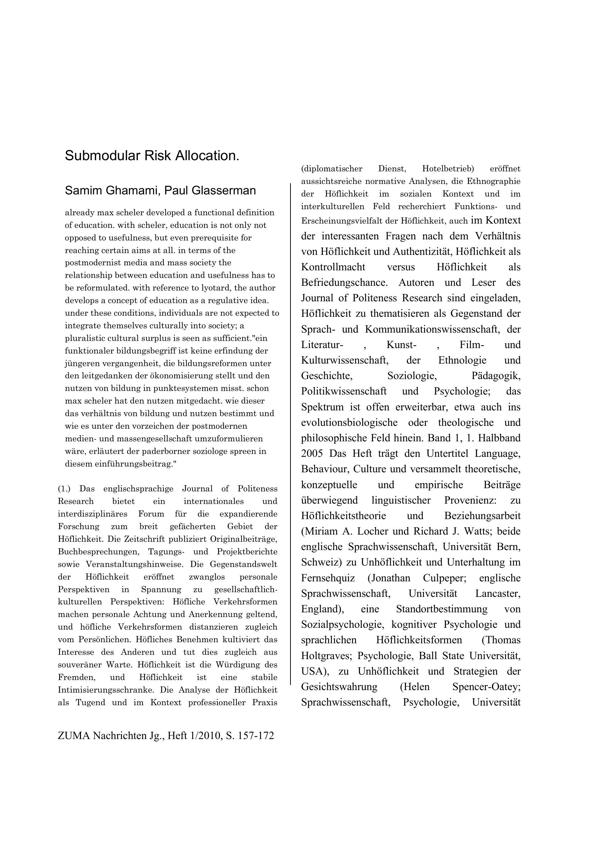 Submodular Risk Allocation.
Samim Ghamami, Paul Glasserman
already max scheler developed a functional definition
of education. with scheler, education is not only not
opposed to usefulness, but even prerequisite for
reaching certain aims at all. in terms of the
postmodernist media and mass society the
relationship between education and usefulness has to
be reformulated. with reference to lyotard, the author
develops a concept of education as a regulative idea.
under these conditions, individuals are not expected to
integrate themselves culturally into society; a
pluralistic cultural surplus is seen as sufficient."ein
funktionaler bildungsbegriff ist keine erfindung der
jüngeren vergangenheit, die bildungsreformen unter
den leitgedanken der ökonomisierung stellt und den
nutzen von bildung in punktesystemen misst. schon
max scheler hat den nutzen mitgedacht. wie dieser
das verhältnis von bildung und nutzen bestimmt und
wie es unter den vorzeichen der postmodernen
medien- und massengesellschaft umzuformulieren
wäre, erläutert der paderborner soziologe spreen in
diesem einführungsbeitrag."
(1.) Das englischsprachige Journal of Politeness
Research bietet ein internationales und
interdisziplinäres Forum für die expandierende
Forschung zum breit gefächerten Gebiet der
Höflichkeit. Die Zeitschrift publiziert Originalbeiträge,
Buchbesprechungen, Tagungs- und Projektberichte
sowie Veranstaltungshinweise. Die Gegenstandswelt
der Höflichkeit eröffnet zwanglos personale
Perspektiven in Spannung zu gesellschaftlich-
kulturellen Perspektiven: Höfliche Verkehrsformen
machen personale Achtung und Anerkennung geltend,
und höfliche Verkehrsformen distanzieren zugleich
vom Persönlichen. Höfliches Benehmen kultiviert das
Interesse des Anderen und tut dies zugleich aus
souveräner Warte. Höflichkeit ist die Würdigung des
Fremden, und Höflichkeit ist eine stabile
Intimisierungsschranke. Die Analyse der Höflichkeit
als Tugend und im Kontext professioneller Praxis
(diplomatischer Dienst, Hotelbetrieb) eröffnet
aussichtsreiche normative Analysen, die Ethnographie
der Höflichkeit im sozialen Kontext und im
interkulturellen Feld recherchiert Funktions- und
Erscheinungsvielfalt der Höflichkeit, auch im Kontext
der interessanten Fragen nach dem Verhältnis
von Höflichkeit und Authentizität, Höflichkeit als
Kontrollmacht versus Höflichkeit als
Befriedungschance. Autoren und Leser des
Journal of Politeness Research sind eingeladen,
Höflichkeit zu thematisieren als Gegenstand der
Sprach- und Kommunikationswissenschaft, der
Literatur- , Kunst- , Film- und
Kulturwissenschaft, der Ethnologie und
Geschichte, Soziologie, Pädagogik,
Politikwissenschaft und Psychologie; das
Spektrum ist offen erweiterbar, etwa auch ins
evolutionsbiologische oder theologische und
philosophische Feld hinein. Band 1, 1. Halbband
2005 Das Heft trägt den Untertitel Language,
Behaviour, Culture und versammelt theoretische,
konzeptuelle und empirische Beiträge
überwiegend linguistischer Provenienz: zu
Höflichkeitstheorie und Beziehungsarbeit
(Miriam A. Locher und Richard J. Watts; beide
englische Sprachwissenschaft, Universität Bern,
Schweiz) zu Unhöflichkeit und Unterhaltung im
Fernsehquiz (Jonathan Culpeper; englische
Sprachwissenschaft, Universität Lancaster,
England), eine Standortbestimmung von
Sozialpsychologie, kognitiver Psychologie und
sprachlichen Höflichkeitsformen (Thomas
Holtgraves; Psychologie, Ball State Universität,
USA), zu Unhöflichkeit und Strategien der
Gesichtswahrung (Helen Spencer-Oatey;
Sprachwissenschaft, Psychologie, Universität
ZUMA Nachrichten Jg., Heft 1/2010, S. 157-172